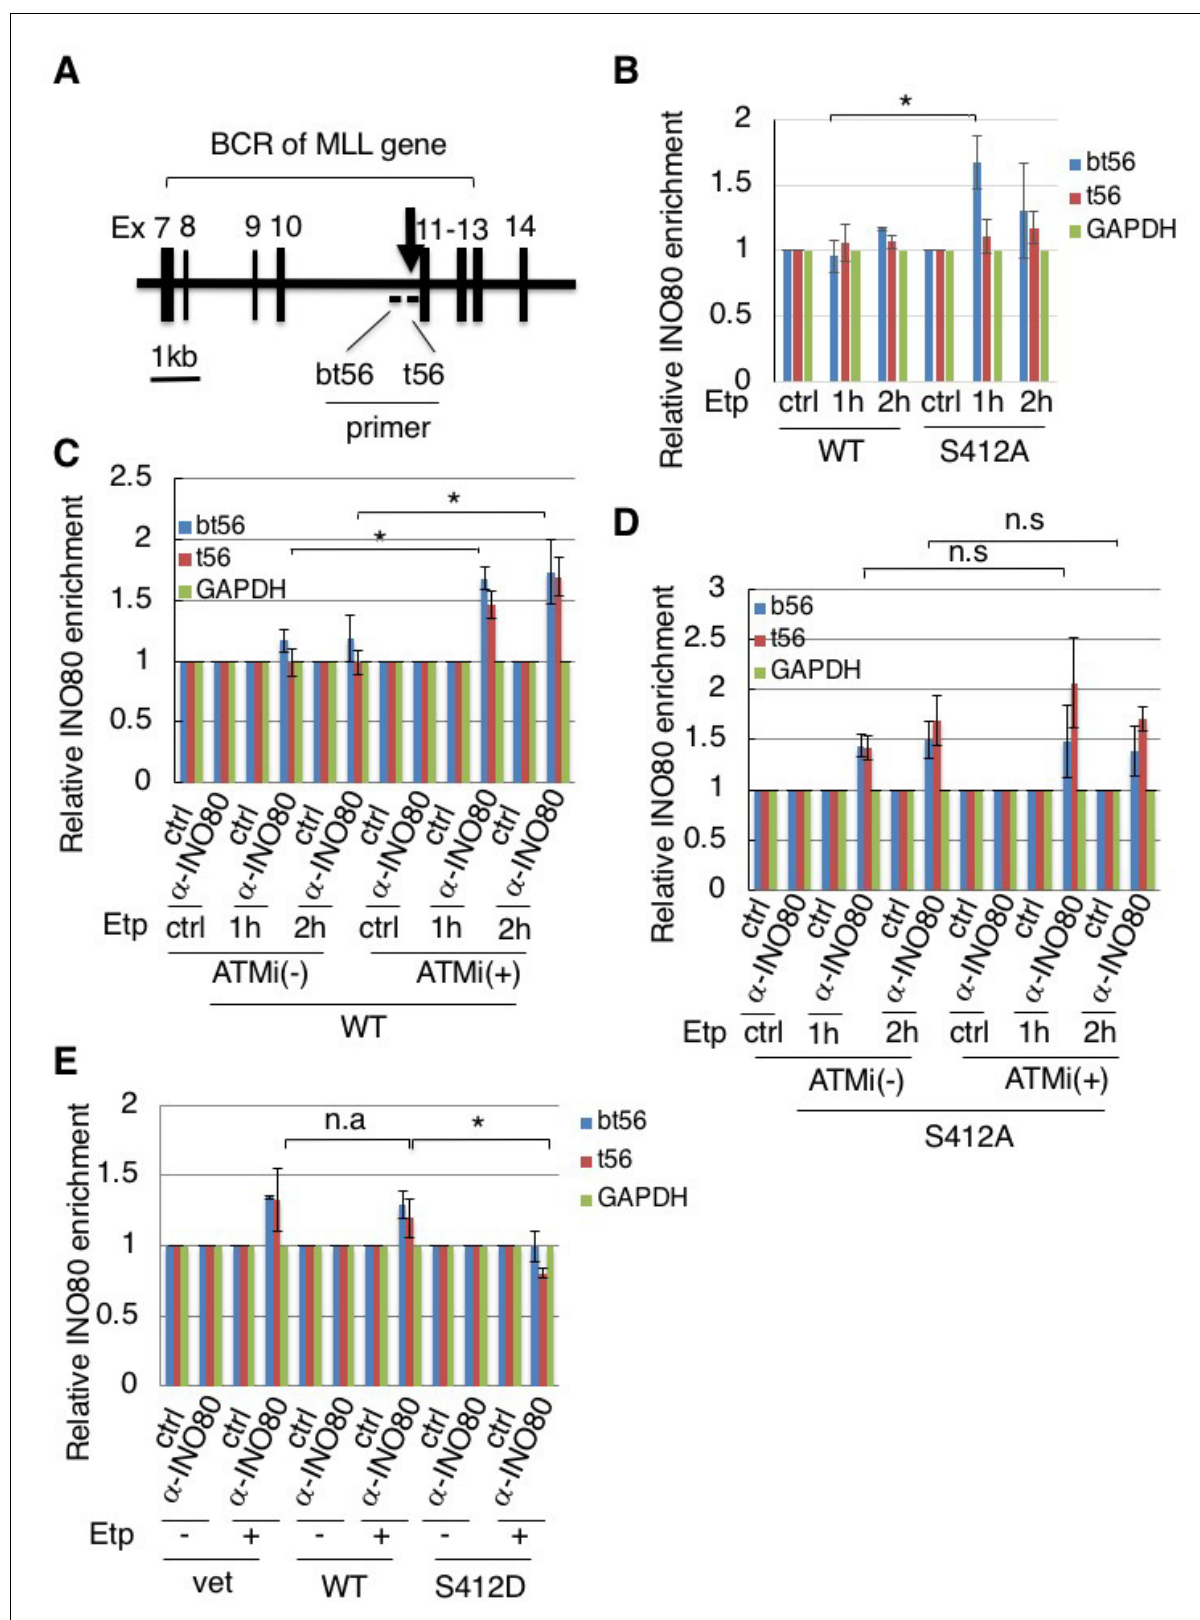 A
BCR of MLL gene
Ex 7 8 9 10 11-13 14
1kb
bt56 t56
primer
B
Relative INO80 enrichment
2
1.5
1
0.5
0
*
bt56
t56
GAPDH
Etp ctrl 1h 2h ctrl 1h 2h
WT S412A
C
Relative INO80 enrichment
2.5
2
1.5
1
0.5
0
*
*
bt56
t56
GAPDH
ctrl α-INO80 ctrl α-INO80 ctrl α-INO80 ctrl α-INO80 ctrl α-INO80 ctrl α-INO80
Etp ctrl 1h 2h ctrl 1h 2h
ATMi(-) ATMi(+)
WT
D
Relative INO80 enrichment
n.s
n.s
3
2.5
2
1.5
1
0.5
0
b56
t56
GAPDH
ctrl α-INO80 ctrl α-INO80 ctrl α-INO80 ctrl α-INO80 ctrl α-INO80 ctrl α-INO80
Etp ctrl 1h 2h ctrl 1h 2h
ATMi(-) ATMi(+)
S412A
E
Relative INO80 enrichment
2
1.5
1
0.5
0
n.a *
bt56
t56
GAPDH
ctrl α-INO80 ctrl α-INO80 ctrl α-INO80 ctrl α-INO80 ctrl α-INO80 ctrl α-INO80
Etp - + - + - +
vet WT S412D